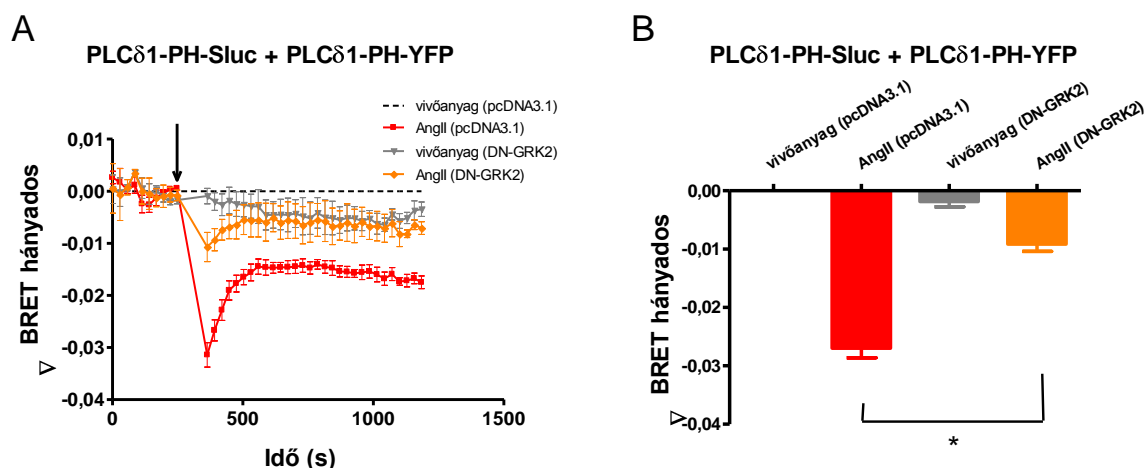 A
PLCδ1-PH-Sluc + PLCδ1-PH-YFP
vivőanyag (pcDNA3.1)
AngII (pcDNA3.1)
vivőanyag (DN-GRK2)
AngII (DN-GRK2)
0,01
0,00
-0,01
-0,02
-0,03
-0,04
∇ BRET hányados
0
500
1000
1500
Idő (s)
B
PLCδ1-PH-Sluc + PLCδ1-PH-YFP
vivőanyag (pcDNA3.1)
AngII (pcDNA3.1)
vivőanyag (DN-GRK2)
AngII (DN-GRK2)
0,00
-0,01
-0,02
-0,03
-0,04
∇ BRET hányados
*